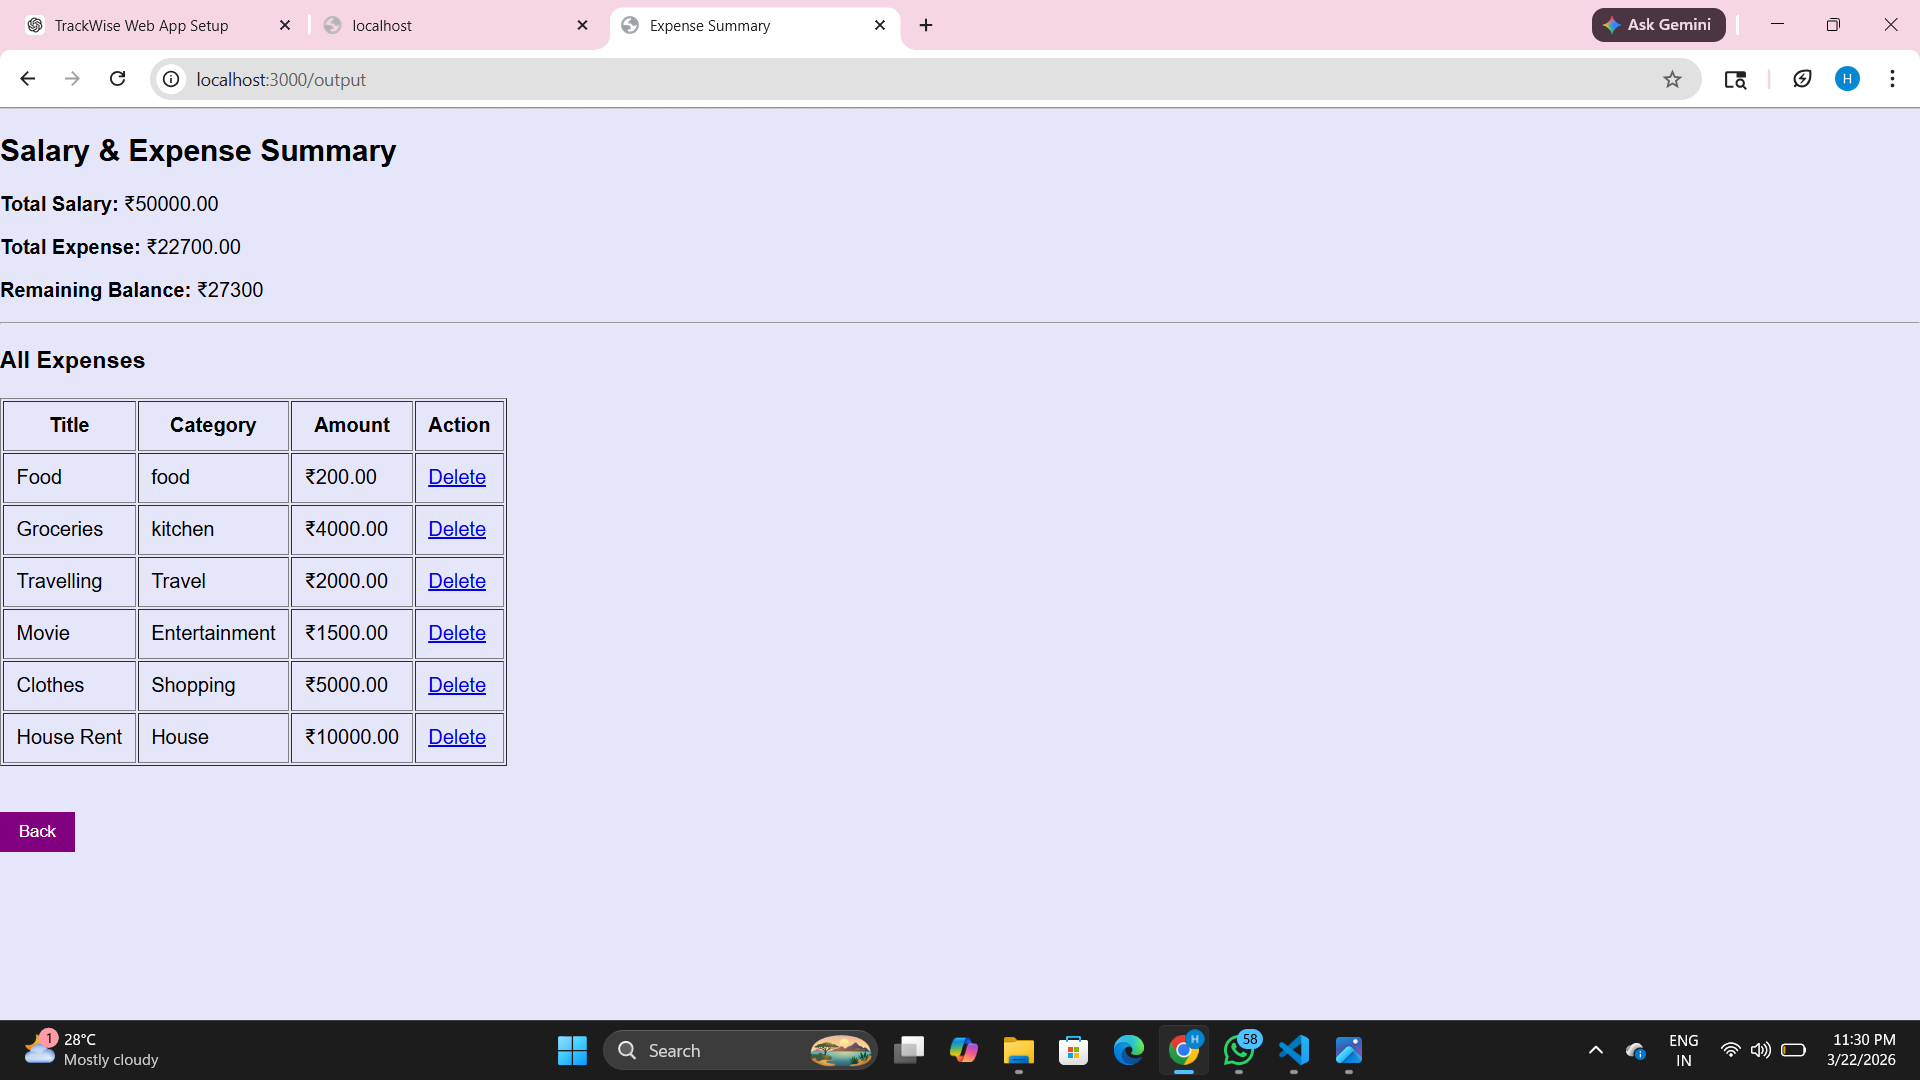 TrackWise Web App Setup
localhost
Expense Summary
Ask Gemini
localhost:3000/output
H
Salary & Expense Summary
Total Salary: ₹50000.00
Total Expense: ₹22700.00
Remaining Balance: ₹27300
All Expenses
Title Category Amount Action
Food food ₹200.00 Delete
Groceries kitchen ₹4000.00 Delete
Travelling Travel ₹2000.00 Delete
Movie Entertainment ₹1500.00 Delete
Clothes Shopping ₹5000.00 Delete
House Rent House ₹10000.00 Delete
Back
1
28°C
Mostly cloudy
Search
H
58
ENG
IN
11:30 PM
3/22/2026